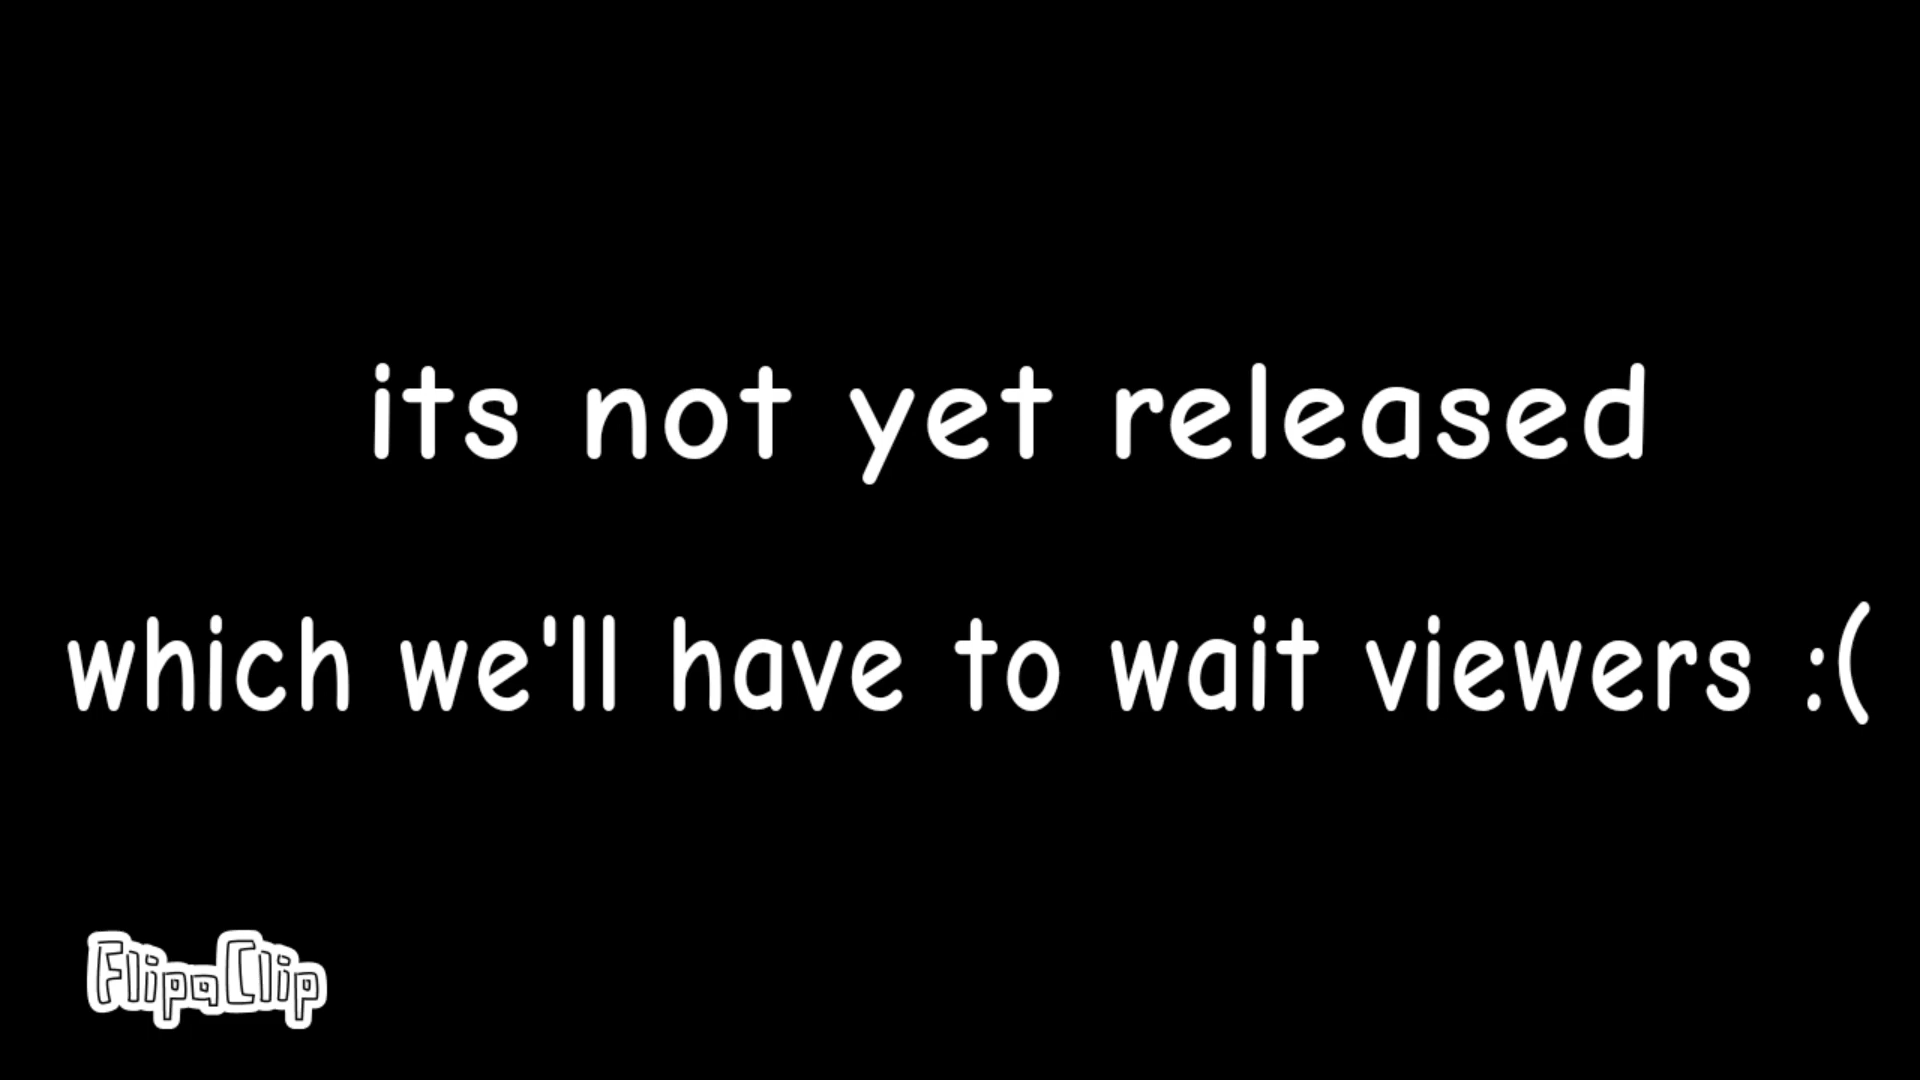 its not yet released
which we'll have to wait viewers :(
FlipaClip